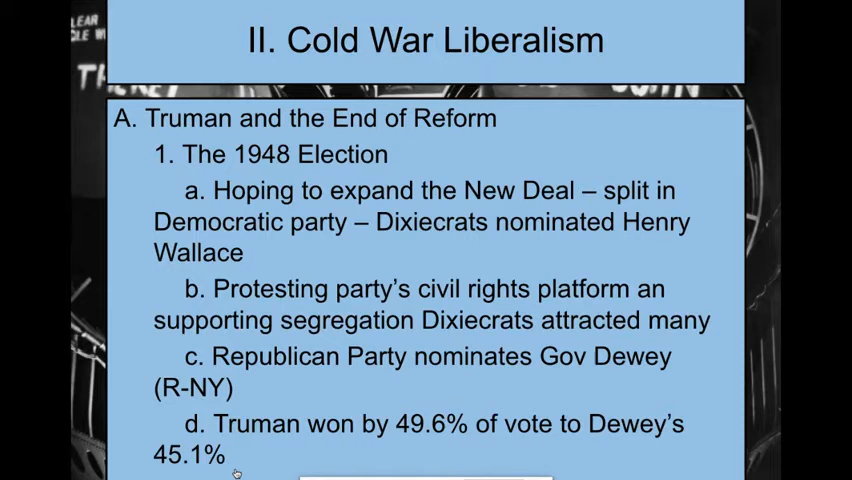 LEAR
II. Cold War Liberalism
A. Truman and the End of Reform
1. The 1948 Election
a. Hoping to expand the New Deal – split in
Democratic party – Dixiecrats nominated Henry
Wallace
b. Protesting party’s civil rights platform an
supporting segregation Dixiecrats attracted many
c. Republican Party nominates Gov Dewey
(R-NY)
d. Truman won by 49.6% of vote to Dewey’s
45.1%